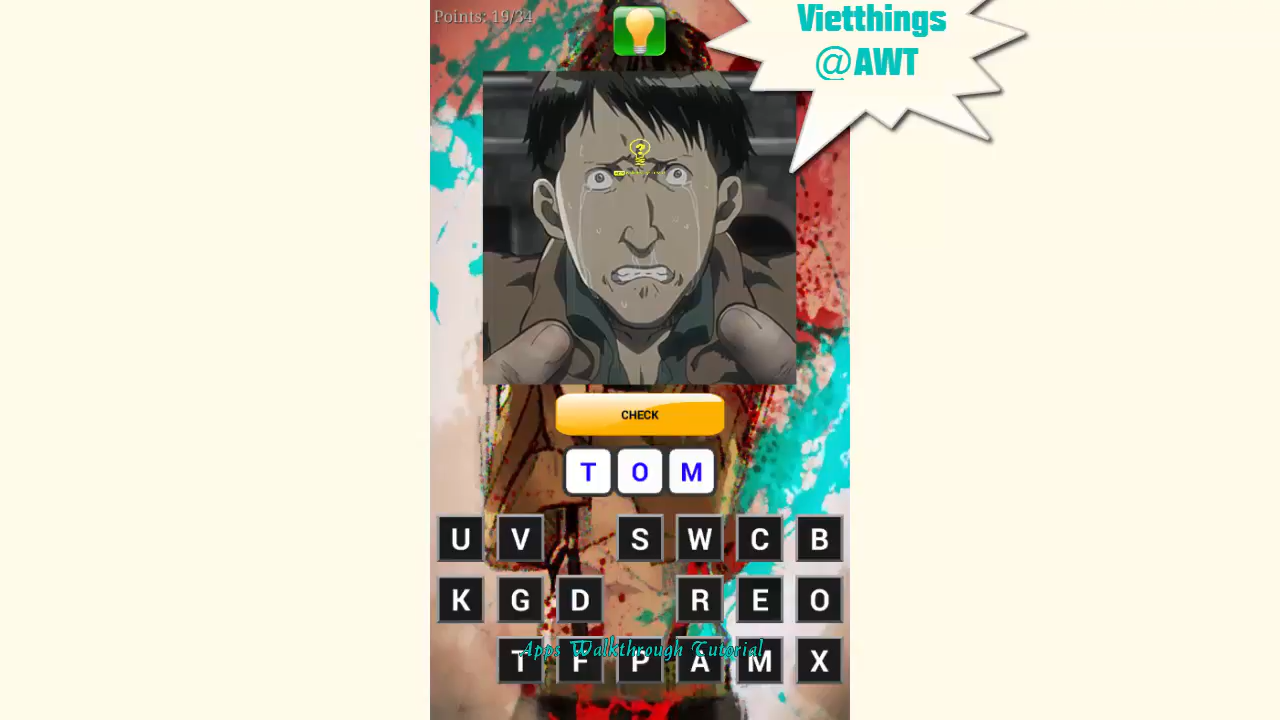 Points: 19/34
Vietthings
@AWT
?
CHECK
T O M
U V S W C B
K G D R E O
T F P A M X
Apps Walkthrough Tutorial